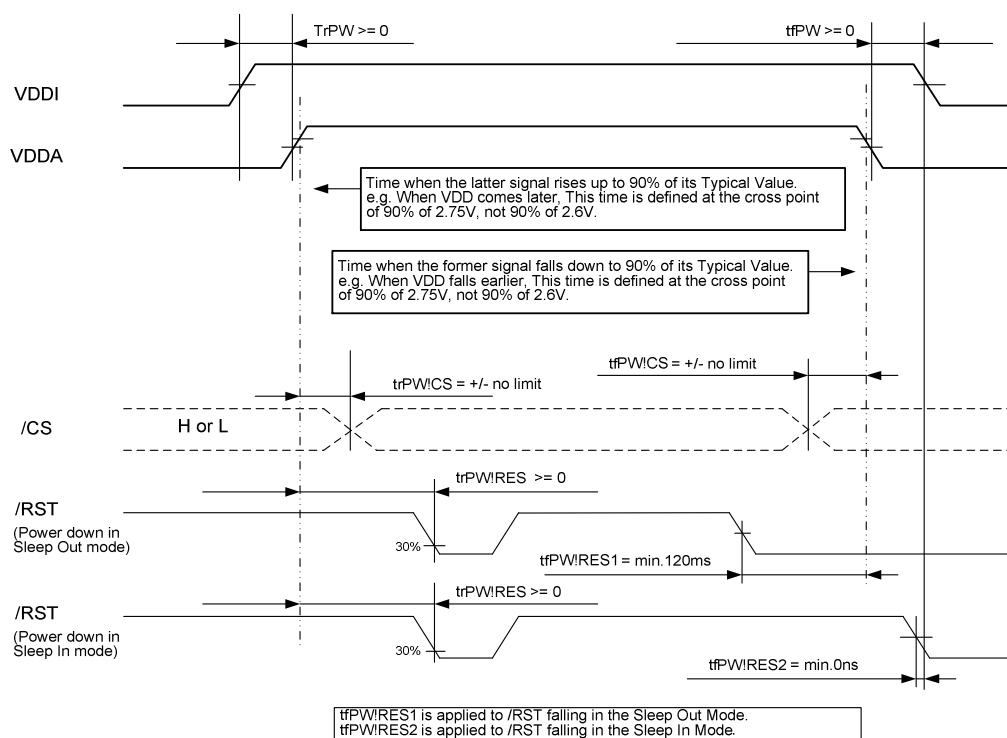 TrPW >= 0
tfPW >= 0
VDDI
VDDA
Time when the latter signal rises up to 90% of its Typical Value.
e.g. When VDD comes later, This time is defined at the cross point
of 90% of 2.75V, not 90% of 2.6V.
Time when the former signal falls down to 90% of its Typical Value.
e.g. When VDD falls earlier, This time is defined at the cross point
of 90% of 2.75V, not 90% of 2.6V.
tfPW!CS = +/- no limit
trPW!CS = +/- no limit
/CS
H or L
trPW!RES >= 0
/RST
(Power down in
Sleep Out mode)
30%
tfPW!RES1 = min.120ms
trPW!RES >= 0
/RST
(Power down in
Sleep In mode)
30%
tfPW!RES2 = min.0ns
tfPW!RES1 is applied to /RST falling in the Sleep Out Mode.
tfPW!RES2 is applied to /RST falling in the Sleep In Mode.